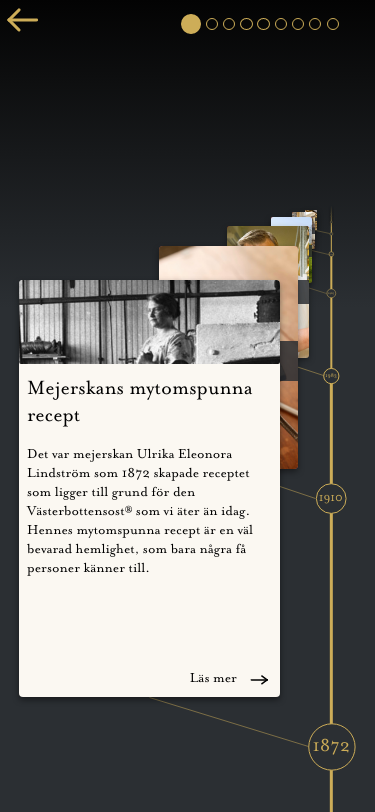 Mejerskans mytomspunna
recept
Det var mejerskan Ulrika Eleonora
Lindström som 1872 skapade receptet
som ligger till grund för den
Västerbottensost® som vi äter än idag.
Hennes mytomspunna recept är en väl
bevarad hemlighet, som bara några få
personer känner till.
Läs mer
1910
1872